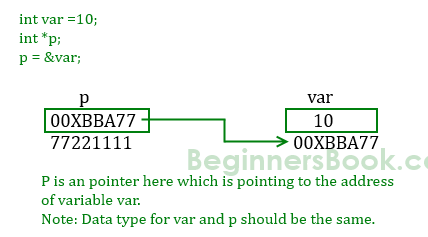 int var =10;
int *p;
p = &var;
p var
00XBBA77 10
77221111 00XBBA77
BeginnersBook.co
P is an pointer here which is pointing to the address
of variable var.
Note: Data type for var and p should be the same.